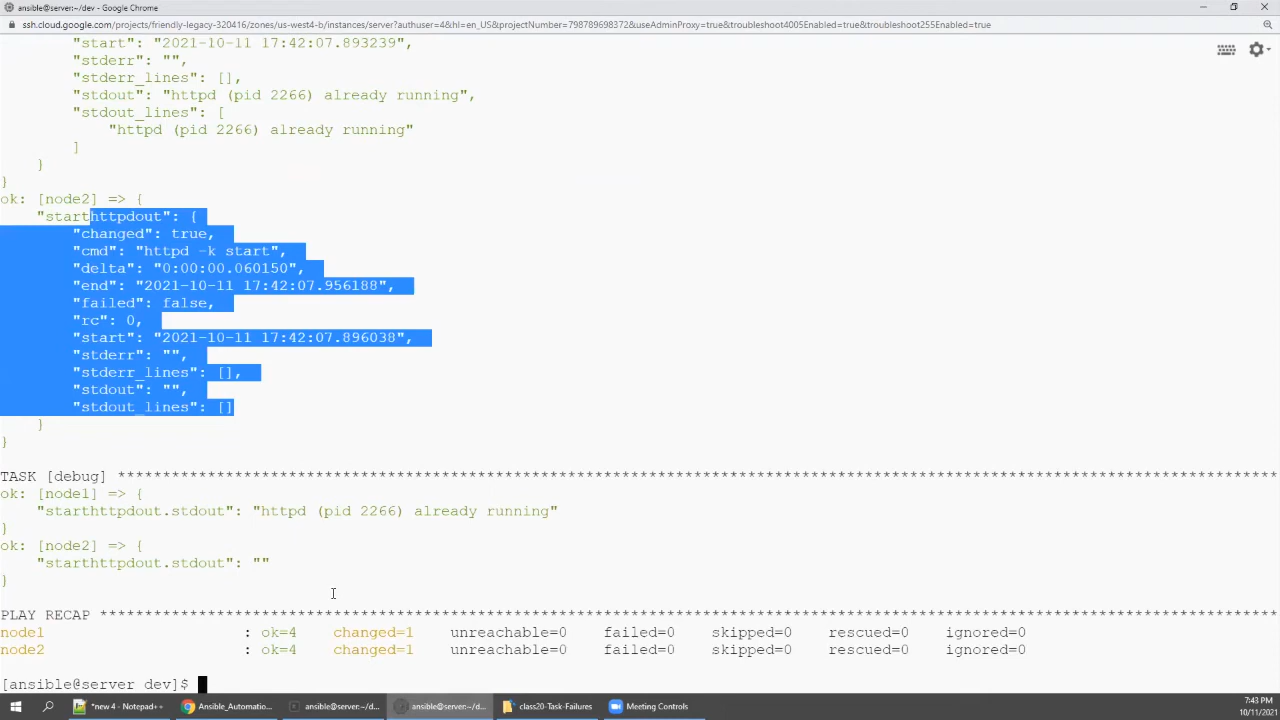 ansible@server:~/dev - Google Chrome
ssh.cloud.google.com/projects/friendly-legacy-320416/zones/us-west4-b/instances/server?authuser=4&hl=en_US&projectNumber=798789698372&useAdminProxy=true&troubleshoot4005Enabled=true&troubleshoot255Enabled=true
"start": "2021-10-11 17:42:07.893239",
"stderr": "",
"stderr_lines": [],
"stdout": "httpd (pid 2266) already running",
"stdout_lines": [
"httpd (pid 2266) already running"
]
}
}
ok: [node2] => {
"starthttpdout": {
"changed": true,
"cmd": "httpd -k start",
"delta": "0:00:00.060150",
"end": "2021-10-11 17:42:07.956188",
"failed": false,
"rc": 0,
"start": "2021-10-11 17:42:07.896038",
"stderr": "",
"stderr_lines": [],
"stdout": "",
"stdout_lines": []
}
}
TASK [debug] *********************************************************************************************************************************
ok: [node1] => {
"starthttpdout.stdout": "httpd (pid 2266) already running"
}
ok: [node2] => {
"starthttpdout.stdout": ""
}
PLAY RECAP ***********************************************************************************************************************************
node1 : ok=4 changed=1 unreachable=0 failed=0 skipped=0 rescued=0 ignored=0
node2 : ok=4 changed=1 unreachable=0 failed=0 skipped=0 rescued=0 ignored=0
[ansible@server dev]$
*new 4 - Notepad++ Ansible_Automatio... ansible@server:~/d... ansible@server:~/d... class20-Task-Failures Meeting Controls 7:43 PM
10/11/2021